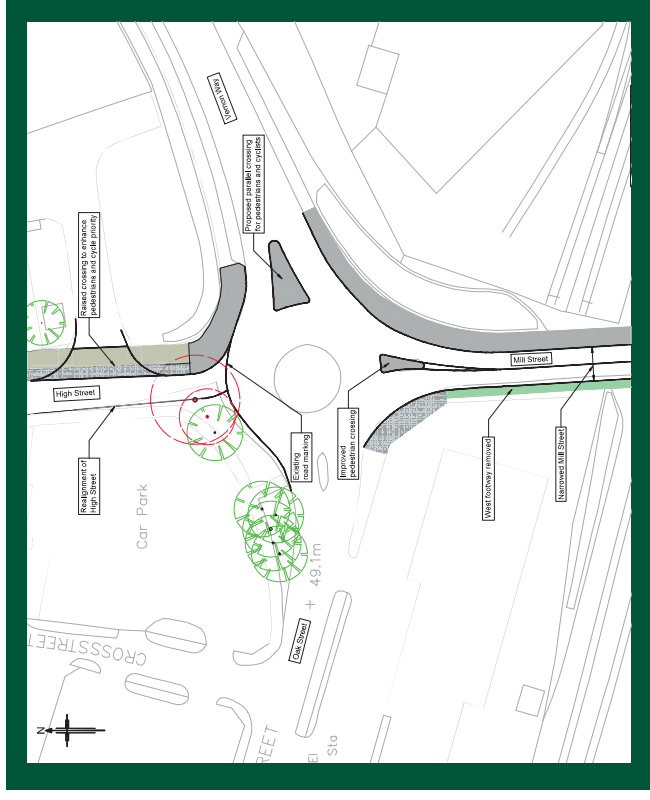 Vernon Way
Proposed parallel crossing
for pedestrians and cyclists
Raised crossing to enhance
pedestrians and cycle priority
High Street
Mill Street
Realignment of
High Street
Existing
road marking
Improved
pedestrian crossing
West footway removed
Narrowed Mill Street
Car Park
49.1m
Oak Street
CROSSSTREET
REET
El
Sta
N